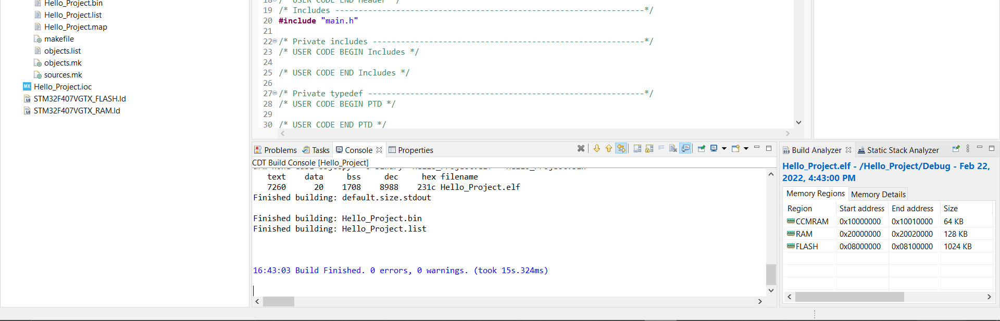 Hello_Project.bin
Hello_Project.list
Hello_Project.map
makefile
objects.list
objects.mk
sources.mk
MX Hello_Project.ioc
STM32F407VGTX_FLASH.ld
STM32F407VGTX_RAM.ld
18 /* USER CODE END Header */
19 /* Includes ------------------------------------------------------------------*/
20 #include "main.h"
21
22 /* Private includes ----------------------------------------------------------*/
23 /* USER CODE BEGIN Includes */
24
25 /* USER CODE END Includes */
26
27 /* Private typedef -----------------------------------------------------------*/
28 /* USER CODE BEGIN PTD */
29
30 /* USER CODE END PTD */
Problems Tasks Console Properties
CDT Build Console [Hello_Project]
text data bss dec hex filename
7260 20 1708 8988 231c Hello_Project.elf
Finished building: default.size.stdout
Finished building: Hello_Project.bin
Finished building: Hello_Project.list
16:43:03 Build Finished. 0 errors, 0 warnings. (took 15s.324ms)
Build Analyzer Static Stack Analyzer
Hello_Project.elf - /Hello_Project/Debug - Feb 22,
2022, 4:43:00 PM
Memory Regions Memory Details
Region Start address End address Size
CCMRAM 0x10000000 0x10010000 64 KB
RAM 0x20000000 0x20020000 128 KB
FLASH 0x08000000 0x08100000 1024 KB